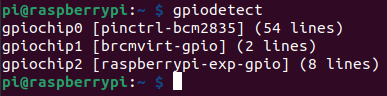 pi@raspberrypi:~ $ gpiodetect
gpiochip0 [pinctrl-bcm2835] (54 lines)
gpiochip1 [brcmvirt-gpio] (2 lines)
gpiochip2 [raspberrypi-exp-gpio] (8 lines)
pi@raspberrypi:~ $